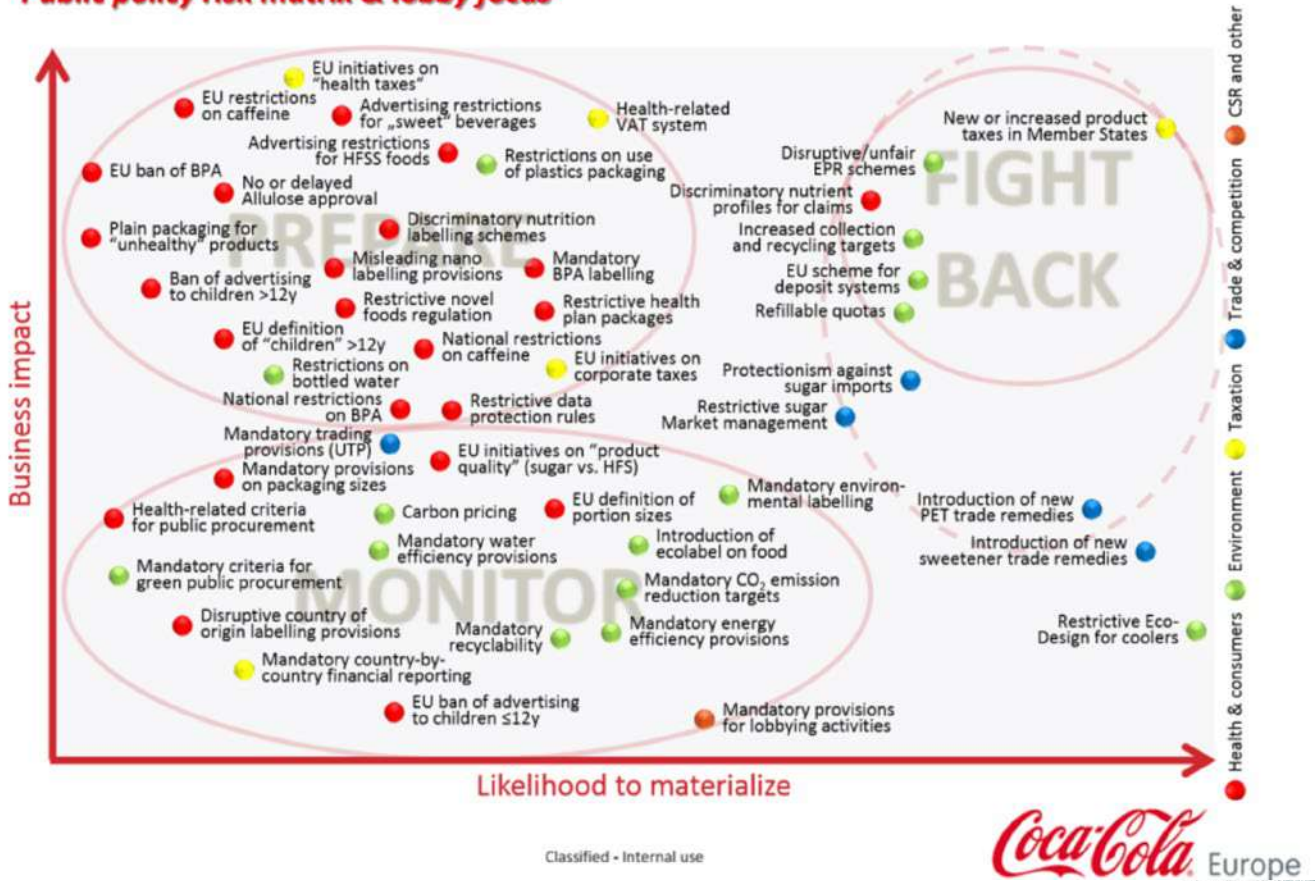 Public policy risk matrix & lobby focus
EU initiatives on
"health taxes"
EU restrictions
on caffeine
Advertising restrictions
for „sweet" beverages
Health-related
VAT system
New or increased product
taxes in Member States
Advertising restrictions
for HFSS foods
Restrictions on use
of plastics packaging
Disruptive/unfair
EPR schemes
FIGHT
BACK
EU ban of BPA
No or delayed
Allulose approval
Discriminatory nutrient
profiles for claims
PREPARE
Plain packaging for
"unhealthy" products
Discriminatory nutrition
labelling schemes
Increased collection
and recycling targets
Misleading nano
labelling provisions
Mandatory
BPA labelling
EU scheme for
deposit systems
Ban of advertising
to children >12y
Restrictive novel
foods regulation
Restrictive health
plan packages
Refillable quotas
EU definition
of "children" >12y
National restrictions
on caffeine
EU initiatives on
corporate taxes
Restrictions on
bottled water
Protectionism against
sugar imports
National restrictions
on BPA
Restrictive data
protection rules
Restrictive sugar
Market management
Mandatory trading
provisions (UTP)
EU initiatives on "product
quality" (sugar vs. HFS)
Mandatory provisions
on packaging sizes
Mandatory environ-
mental labelling
Health-related criteria
for public procurement
Carbon pricing
EU definition of
portion sizes
Introduction of new
PET trade remedies
Mandatory water
efficiency provisions
Introduction of
ecolabel on food
Introduction of new
sweetener trade remedies
Mandatory criteria for
green public procurement
MONITOR
Mandatory CO₂ emission
reduction targets
Disruptive country of
origin labelling provisions
Mandatory
recyclability
Mandatory energy
efficiency provisions
Restrictive Eco-
Design for coolers
Mandatory country-by-
country financial reporting
EU ban of advertising
to children ≤12y
Mandatory provisions
for lobbying activities
Business impact
Likelihood to materialize
Health & consumers
Environment
Taxation
Trade & competition
CSR and other
Classified - Internal use
Coca-Cola Europe